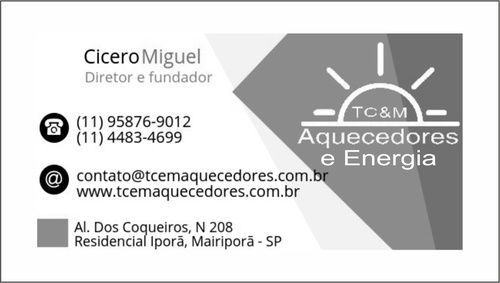 Cicero Miguel
Diretor e fundador
(11) 95876-9012
(11) 4483-4699
contato@tcemaquecedores.com.br
www.tcemaquecedores.com.br
Al. Dos Coqueiros, N 208
Residencial Iporã, Mairiporã - SP
TC&M
Aquecedores
e Energia